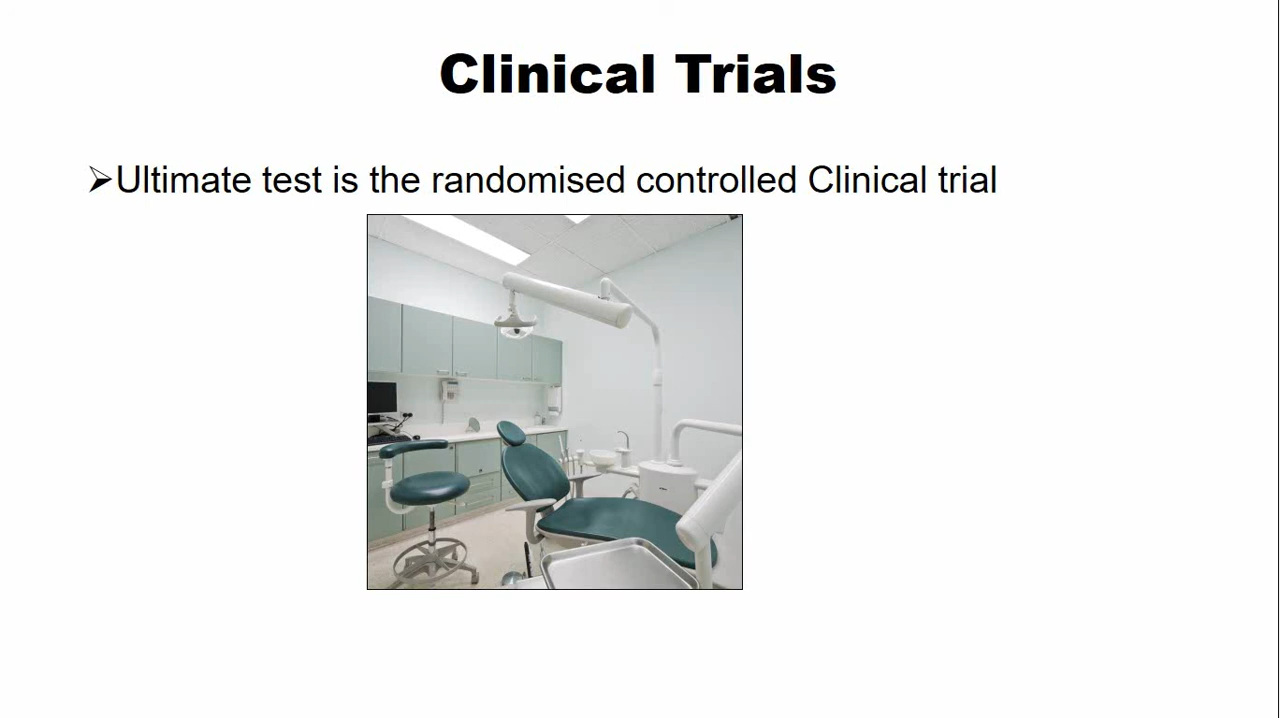 Clinical Trials
➢Ultimate test is the randomised controlled Clinical trial